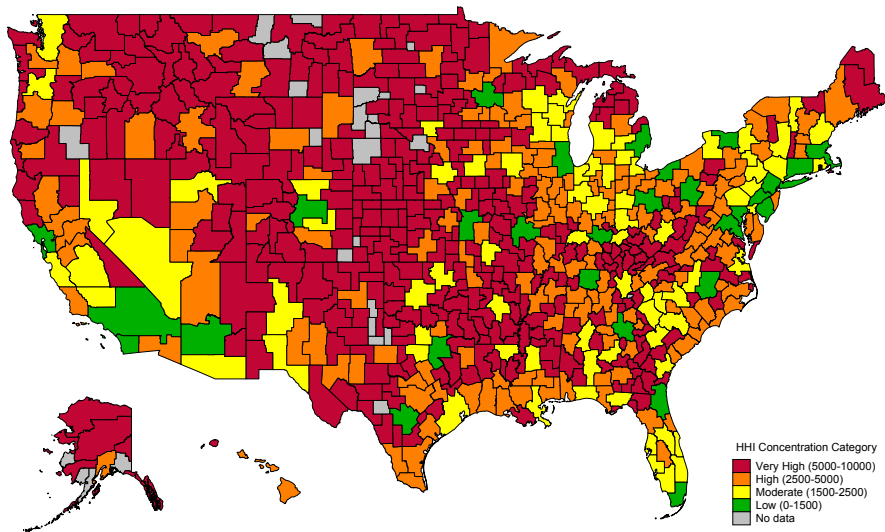 HHI Concentration Category
Very High (5000-10000)
High (2500-5000)
Moderate (1500-2500)
Low (0-1500)
No data